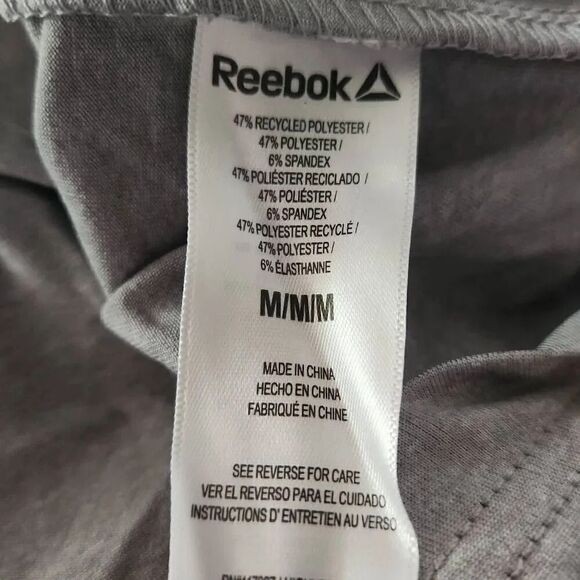 Reebok
47% RECYCLED POLYESTER /
47% POLYESTER /
6% SPANDEX
47% POLIÉSTER RECICLADO /
47% POLIÉSTER /
6% SPANDEX
47% POLYESTER RECYCLÉ /
47% POLYESTER /
6% ÉLASTHANNE
M/M/M
MADE IN CHINA
HECHO EN CHINA
FABRIQUÉ EN CHINE
SEE REVERSE FOR CARE
VER EL REVERSO PARA EL CUIDADO
INSTRUCTIONS D' ENTRETIEN AU VERSO